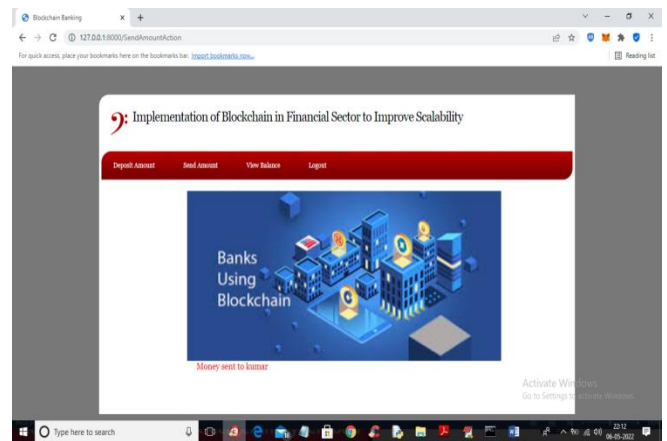 Blockchain Banking
127.0.0.1:8000/SendAmountAction
For quick access, place your bookmarks here on the bookmarks bar. Import bookmarks now...
Reading list
Implementation of Blockchain in Financial Sector to Improve Scalability
Deposit Amount Send Amount View Balance Logout
Banks
Using
Blockchain
Money sent to kumar
Activate Windows
Go to Settings to activate Windows.
Type here to search
22:12
06-05-2022